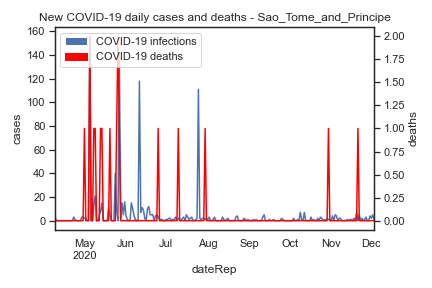 New COVID-19 daily cases and deaths - Sao_Tome_and_Principe
COVID-19 infections
COVID-19 deaths
160
140
120
100
80
60
40
20
0
cases
2.00
1.75
1.50
1.25
1.00
0.75
0.50
0.25
0.00
deaths
May Jun Jul Aug Sep Oct Nov Dec
2020
dateRep